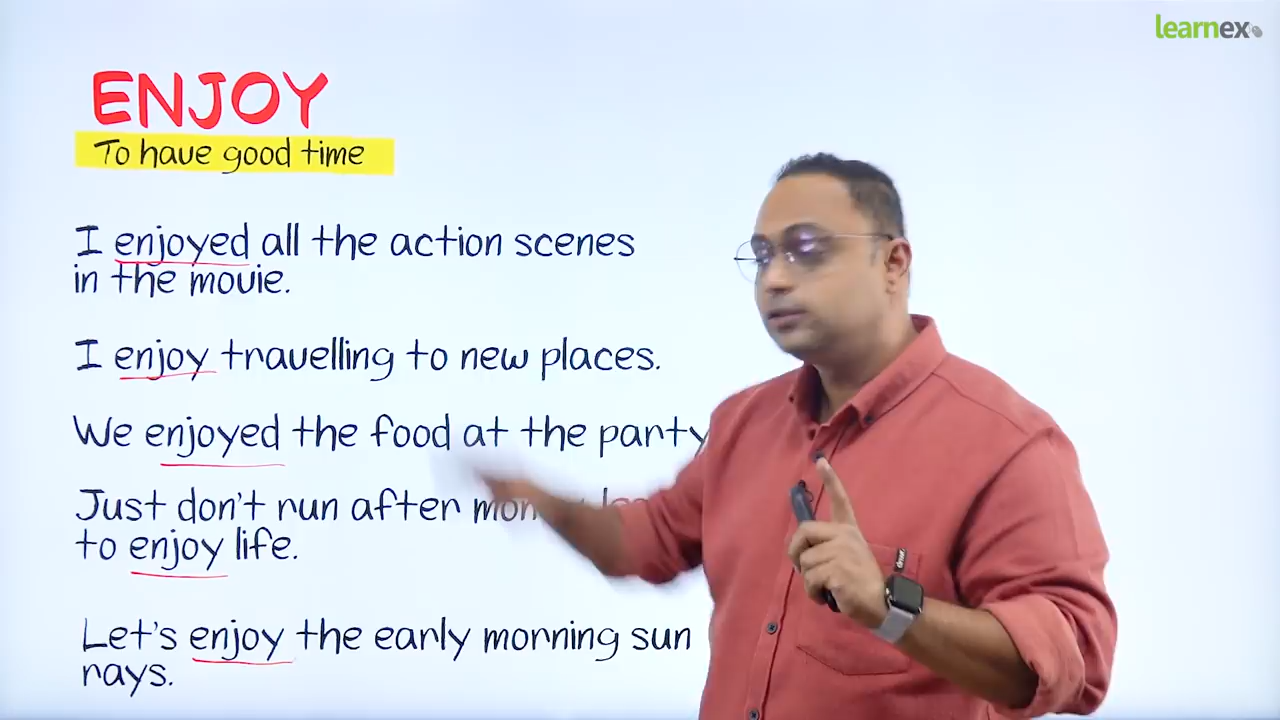 learnex
ENJOY
To have good time
I enjoyed all the action scenes
in the movie.
I enjoy travelling to new places.
We enjoyed the food at the party
Just don't run after
to enjoy life.
Let's enjoy the early morning sun
rays.